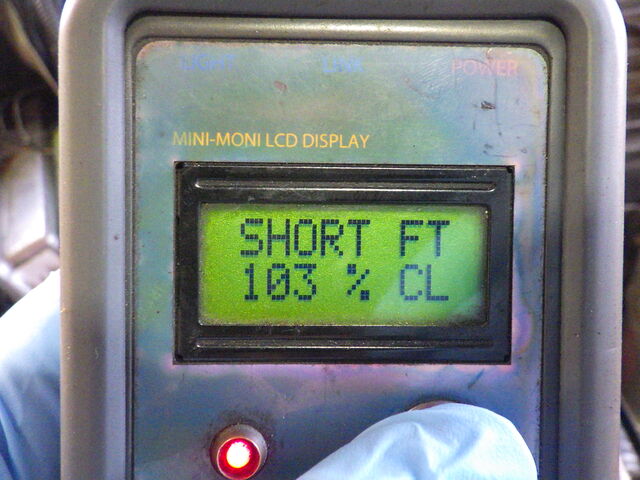 LIGHT LINK POWER
MINI-MONI LCD DISPLAY
SHORT FT
103 % CL